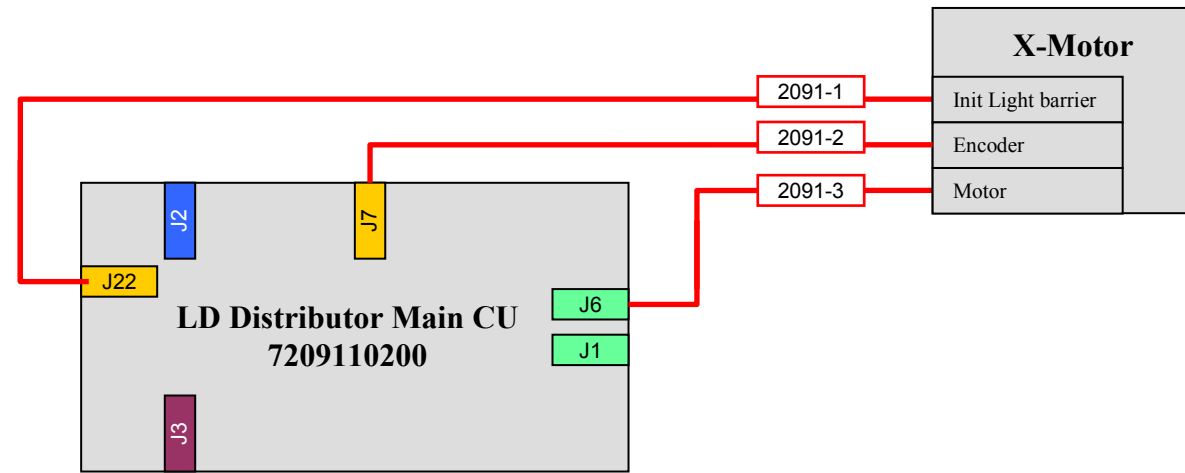 X-Motor
2091-1
Init Light barrier
2091-2
Encoder
2091-3
Motor
J2
J7
J22
J6
LD Distributor Main CU
7209110200
J1
J3